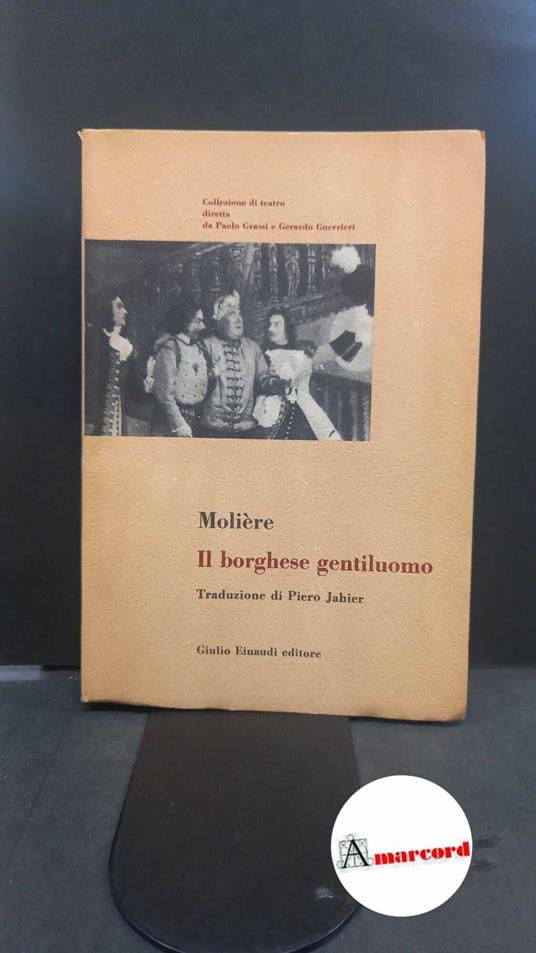 Collezione di teatro
diretta
da Paolo Grassi e Gerardo Guerrieri
Molière
Il borghese gentiluomo
Traduzione di Piero Jahier
Giulio Einaudi editore
Amarcord